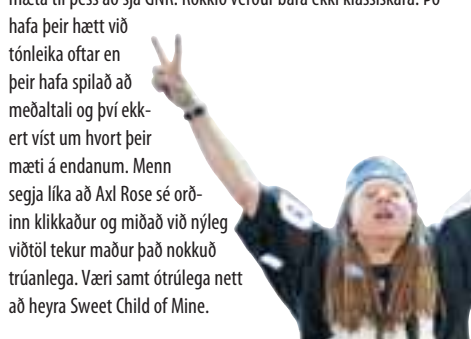 mæta til þess að sjá GNR. Rokkið verður bara ekki klassískara. Þó
hafa þeir hætt við
tónleika oftar en
þeir hafa spilað að
meðaltali og því ekk-
ert víst um hvort þeir
mæti á endanum. Menn
segja líka að Axl Rose sé orð-
inn klikkaður og miðað við nýleg
viðtöl tekur maður það nokkuð
trúanlega. Væri samt ótrúlega nett
að heyra Sweet Child of Mine.